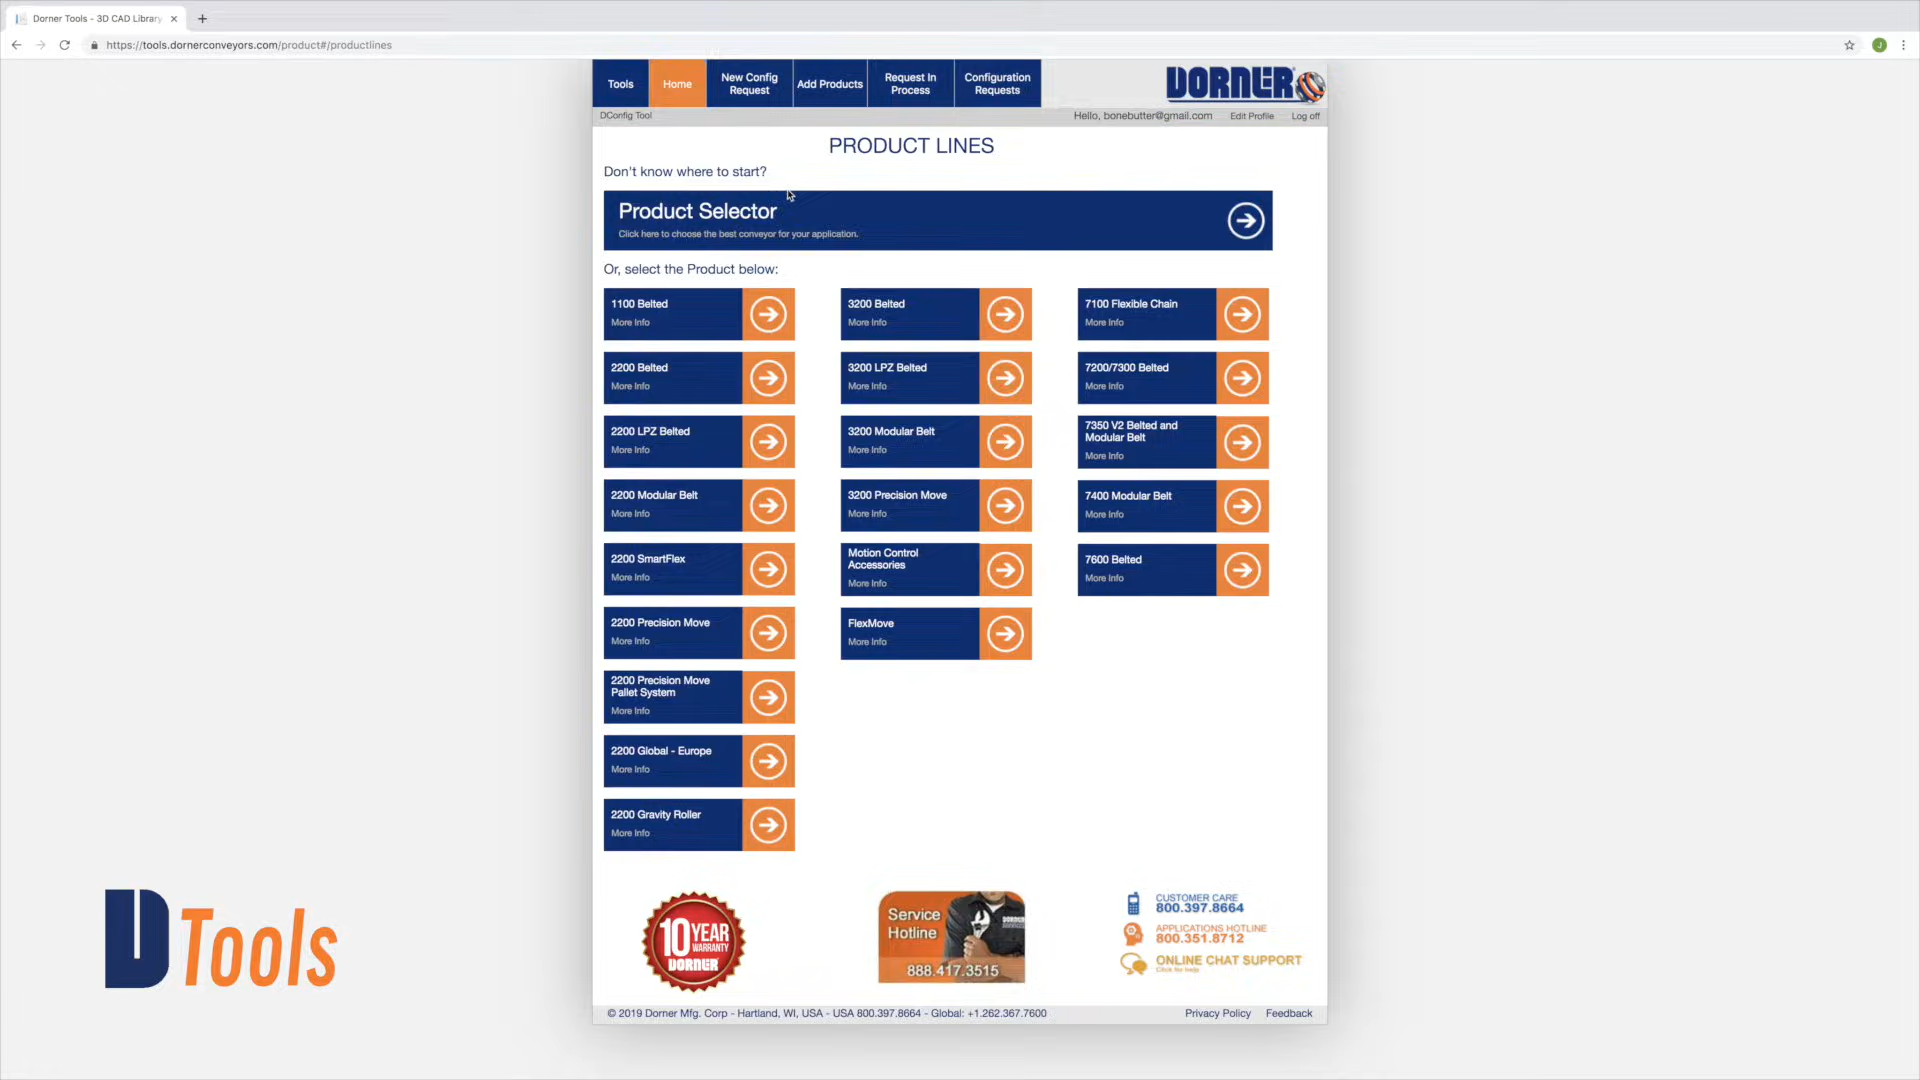 Dorner Tools - 3D CAD Library
https://tools.dornerconveyors.com/product#/productlines
J
Tools
Home
New Config
Request
Add Products
Request In
Process
Configuration
Requests
DORNER
DConfig Tool
Hello, bonebutter@gmail.com
Edit Profile
Log off
PRODUCT LINES
Don't know where to start?
Product Selector
Click here to choose the best conveyor for your application.
Or, select the Product below:
1100 Belted
More Info
2200 Belted
More Info
2200 LPZ Belted
More Info
2200 Modular Belt
More Info
2200 SmartFlex
More Info
2200 Precision Move
More Info
2200 Precision Move
Pallet System
More Info
2200 Global - Europe
More Info
2200 Gravity Roller
More Info
3200 Belted
More Info
3200 LPZ Belted
More Info
3200 Modular Belt
More Info
3200 Precision Move
More Info
Motion Control
Accessories
More Info
FlexMove
More Info
7100 Flexible Chain
More Info
7200/7300 Belted
More Info
7350 V2 Belted and
Modular Belt
More Info
7400 Modular Belt
More Info
7600 Belted
More Info
D Tools
10 YEAR
WARRANTY
DORNER
Service
Hotline
DORNER
888.417.3515
CUSTOMER CARE
800.397.8664
APPLICATIONS HOTLINE
800.351.8712
ONLINE CHAT SUPPORT
Click for help
© 2019 Dorner Mfg. Corp - Hartland, WI, USA - USA 800.397.8664 - Global: +1.262.367.7600
Privacy Policy
Feedback